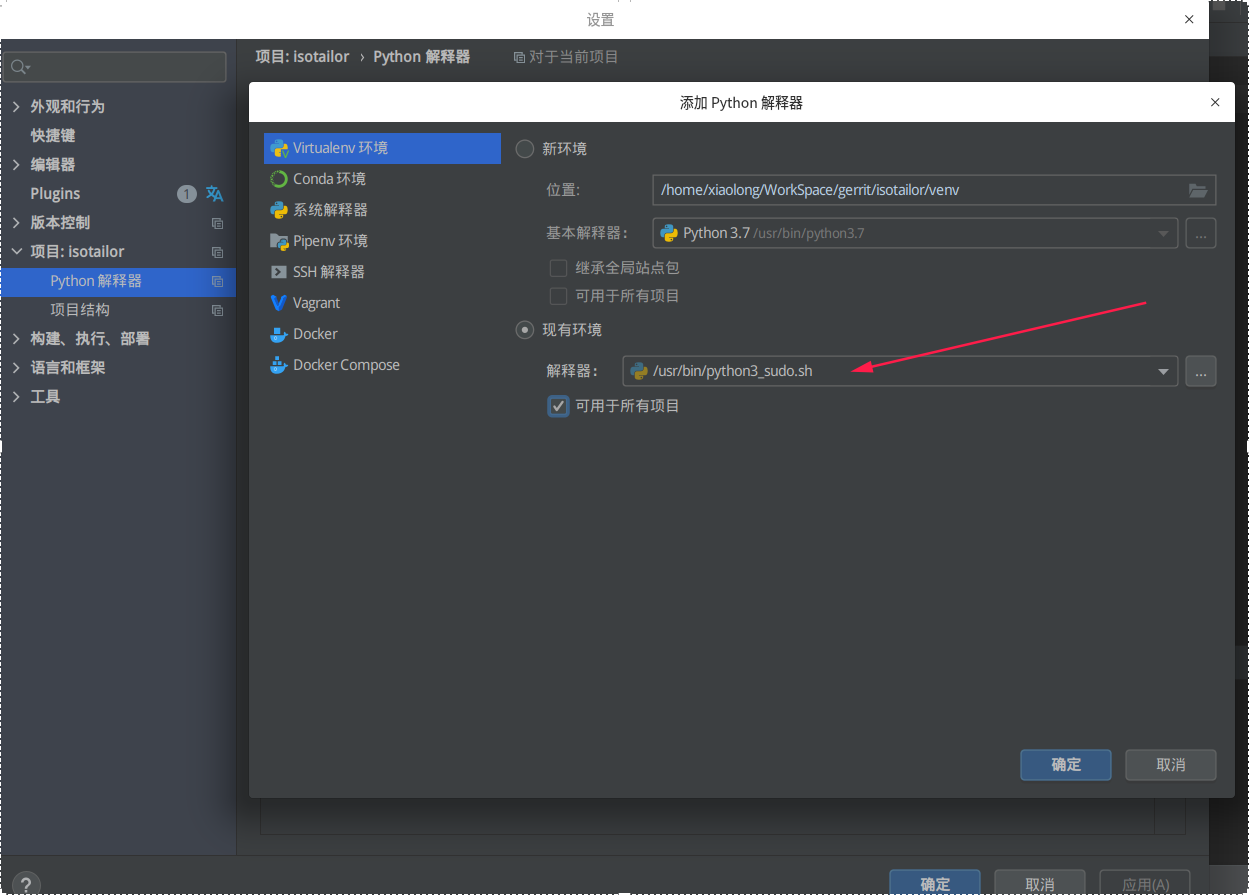 设置
项目: isotailor › Python 解释器 对于当前项目
外观和行为
快捷键
编辑器
Plugins 1
版本控制
项目: isotailor
Python 解释器
项目结构
构建、执行、部署
语言和框架
工具
添加 Python 解释器
Virtualenv 环境
Conda 环境
系统解释器
Pipenv 环境
SSH 解释器
Vagrant
Docker
Docker Compose
新环境
位置: /home/xiaolong/WorkSpace/gerrit/isotailor/venv
基本解释器: Python 3.7 /usr/bin/python3.7 ...
继承全局站点包
可用于所有项目
现有环境
解释器: /usr/bin/python3_sudo.sh ...
可用于所有项目
确定 取消
? 确定 取消 应用(A)